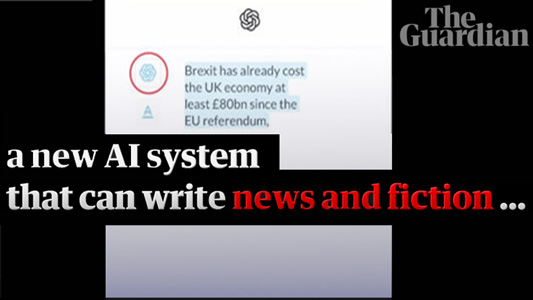 The
Guardian
Brexit has already cost
the UK economy at
least £80bn since the
EU referendum,
a new AI system
that can write news and fiction ...